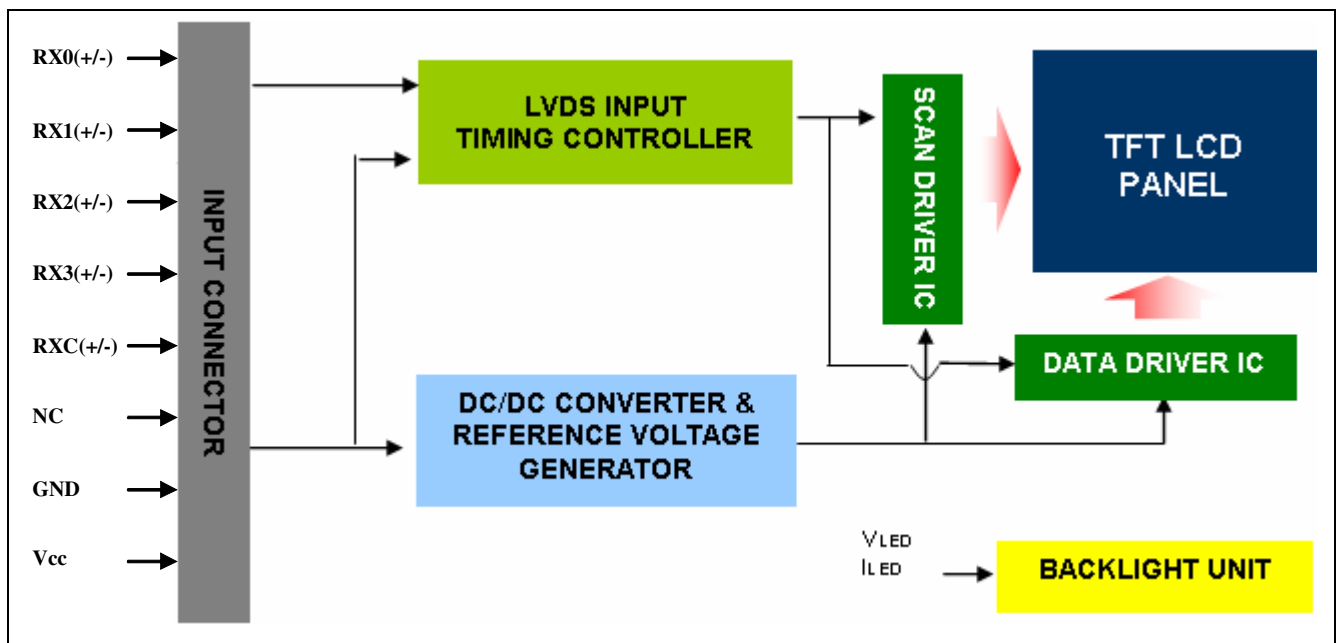 RX0(+/-)
RX1(+/-)
RX2(+/-)
RX3(+/-)
RXC(+/-)
NC
GND
Vcc
INPUT CONNECTOR
LVDS INPUT
TIMING CONTROLLER
DC/DC CONVERTER &
REFERENCE VOLTAGE
GENERATOR
SCAN DRIVER IC
TFT LCD
PANEL
DATA DRIVER IC
VLED
ILED
BACKLIGHT UNIT